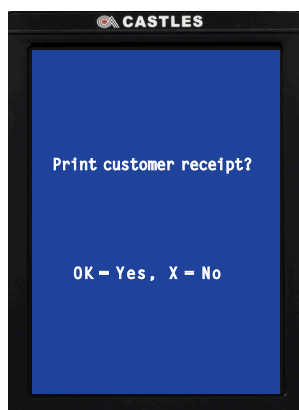 CASTLES
Print customer receipt?
OK – Yes, X – No